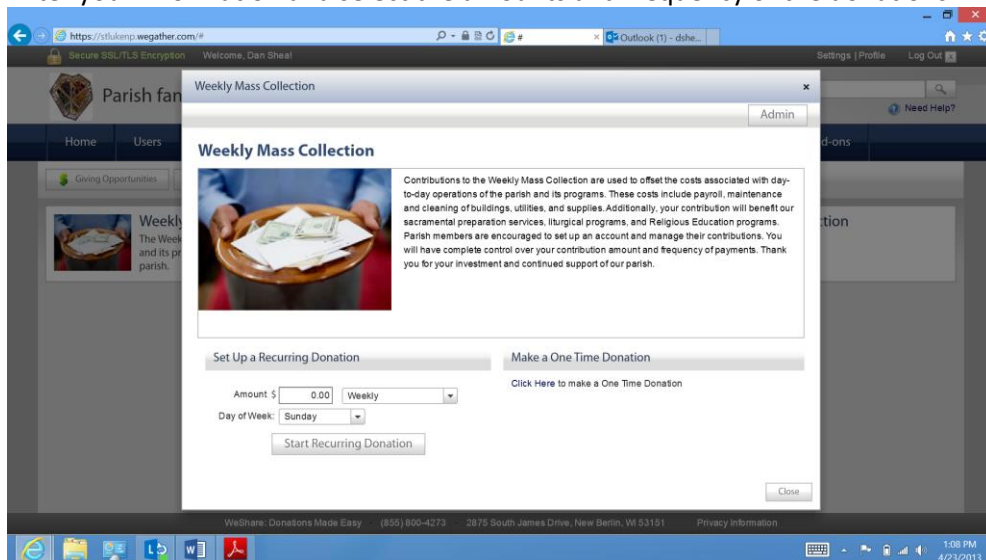 https://stlukenp.wegather.com/#
#
Outlook (1) - dshe...
Secure SSL/TLS Encryption Welcome, Dan Shea!
Settings | Profile Log Out
Parish fan
Need Help?
Home Users
d-ons
Giving Opportunities
Weekly Mass Collection
Admin
Weekly Mass Collection
Contributions to the Weekly Mass Collection are used to offset the costs associated with day-
to-day operations of the parish and its programs. These costs include payroll, maintenance
and cleaning of buildings, utilities, and supplies. Additionally, your contribution will benefit our
sacramental preparation services, liturgical programs, and Religious Education programs.
Parish members are encouraged to set up an account and manage their contributions. You
will have complete control over your contribution amount and frequency of payments. Thank
you for your investment and continued support of our parish.
Weekly
The Week
and its pr
parish.
tion
Set Up a Recurring Donation
Amount $ 0.00 Weekly
Day of Week: Sunday
Start Recurring Donation
Make a One Time Donation
Click Here to make a One Time Donation
Close
WeShare: Donations Made Easy (855) 800-4273 2875 South James Drive, New Berlin, WI 53151 Privacy Information
1:08 PM
4/23/2013